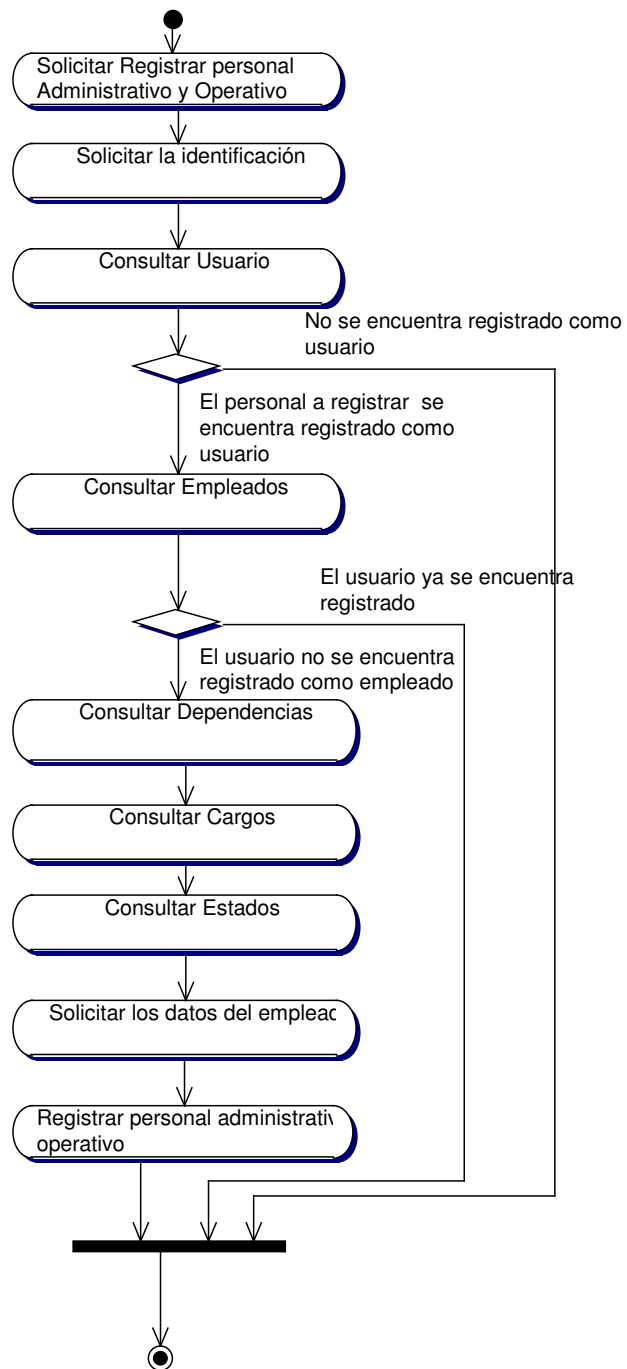 Solicitar Registrar personal
Administrativo y Operativo
Solicitar la identificación
Consultar Usuario
No se encuentra registrado como
usuario
El personal a registrar se
encuentra registrado como
usuario
Consultar Empleados
El usuario ya se encuentra
registrado
El usuario no se encuentra
registrado como empleado
Consultar Dependencias
Consultar Cargos
Consultar Estados
Solicitar los datos del emplead
Registrar personal administrativ
operativo